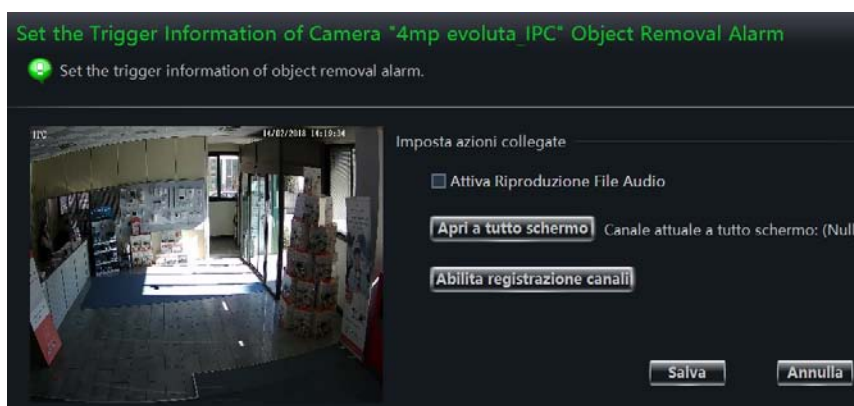 Set the Trigger Information of Camera "4mp evoluta_IPC" Object Removal Alarm
Set the trigger information of object removal alarm.
IPC 14/02/2018 14:19:34
Imposta azioni collegate
Attiva Riproduzione File Audio
Apri a tutto schermo Canale attuale a tutto schermo: (Null
Abilita registrazione canali
Salva Annulla